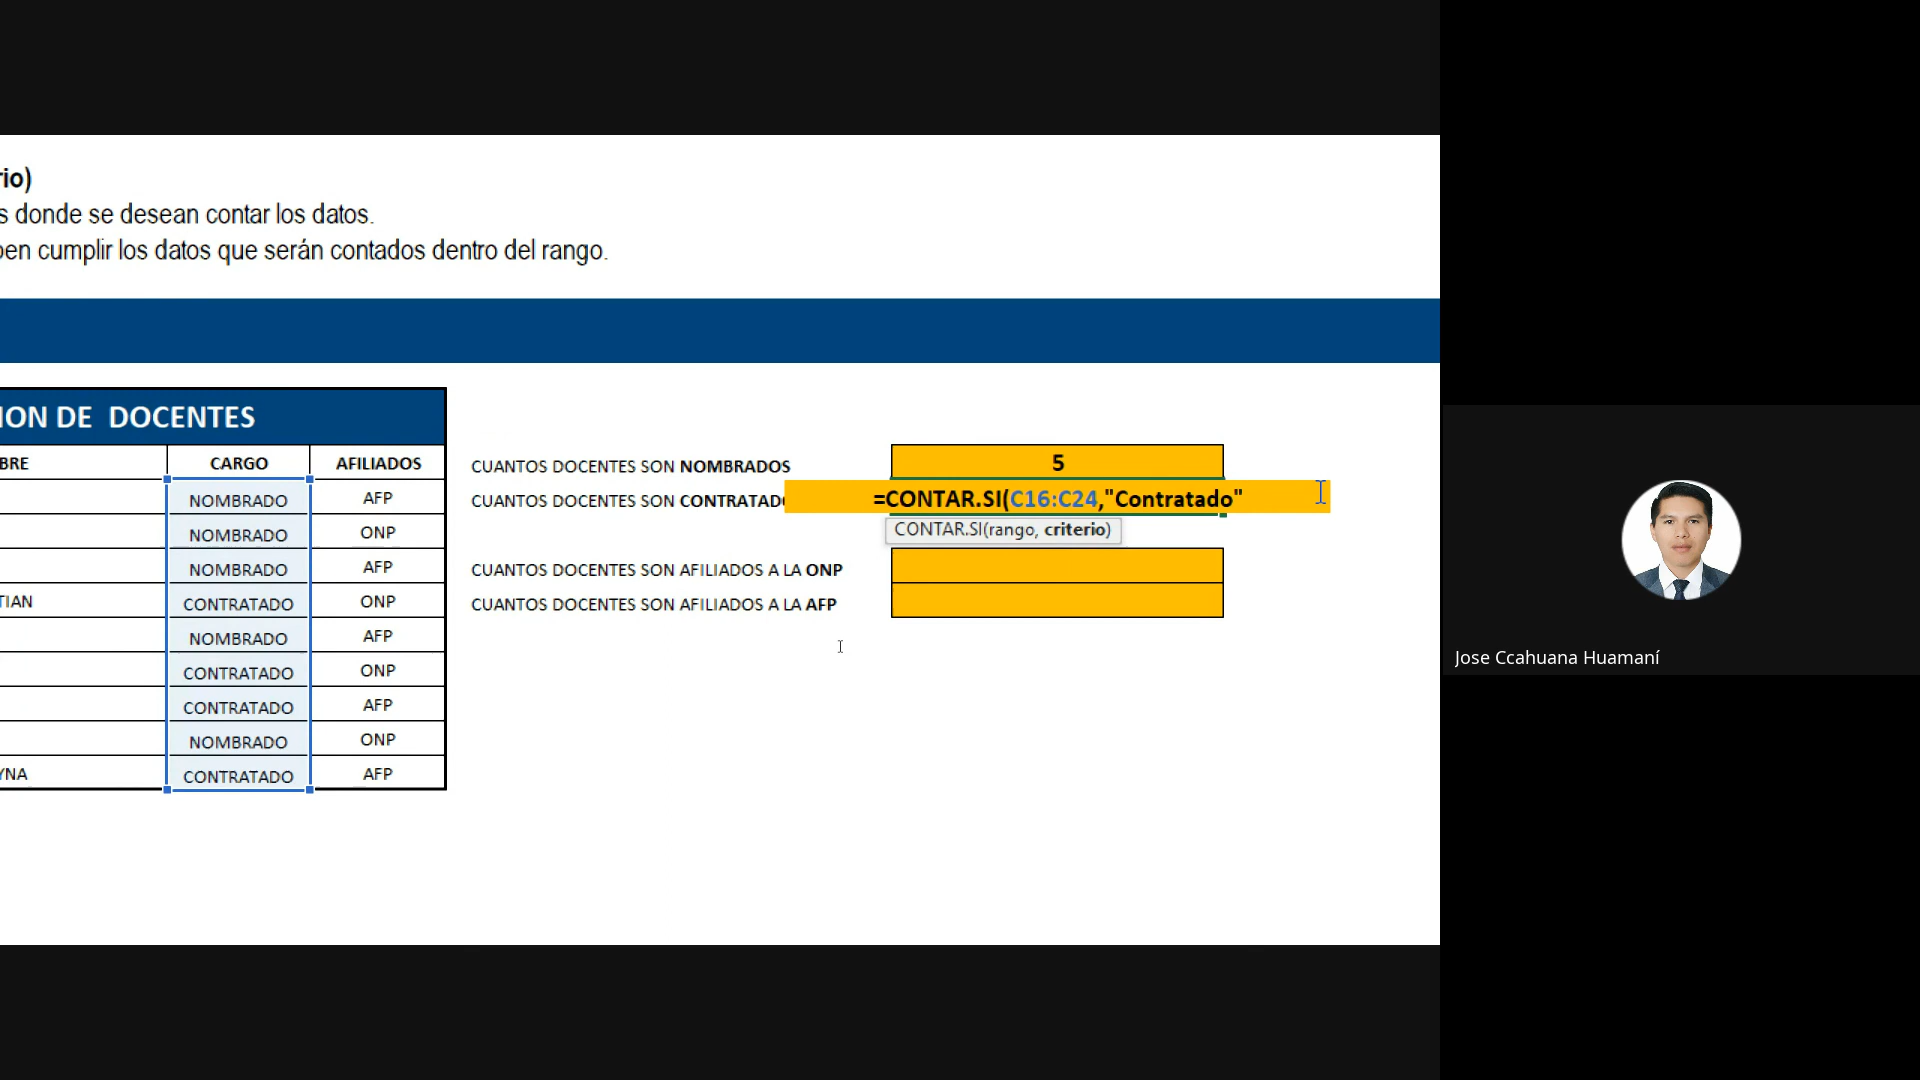 rio)
s donde se desean contar los datos.
ben cumplir los datos que serán contados dentro del rango.
ION DE DOCENTES
BRE CARGO AFILIADOS
NOMBRADO AFP
NOMBRADO ONP
NOMBRADO AFP
TIAN CONTRATADO ONP
NOMBRADO AFP
CONTRATADO ONP
CONTRATADO AFP
NOMBRADO ONP
YNA CONTRATADO AFP
CUANTOS DOCENTES SON NOMBRADOS 5
CUANTOS DOCENTES SON CONTRATADO =CONTAR.SI(C16:C24,"Contratado"
CONTAR.SI(rango, criterio)
CUANTOS DOCENTES SON AFILIADOS A LA ONP
CUANTOS DOCENTES SON AFILIADOS A LA AFP
Jose Ccahuana Huamaní